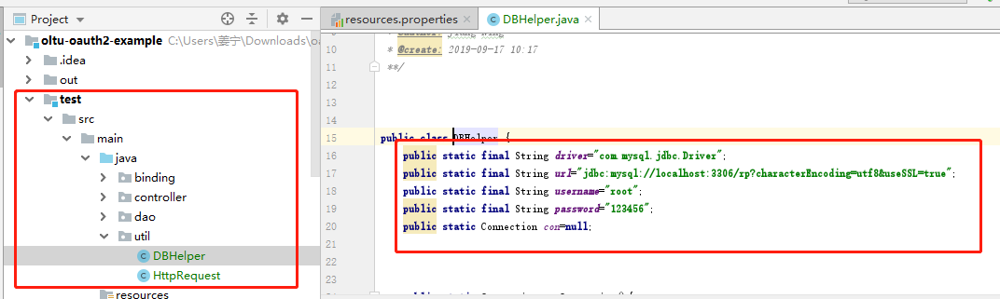 Project
oltu-oauth2-example C:\Users\姜宁\Downloads\oa
.idea
out
test
src
main
java
binding
controller
dao
util
DBHelper
HttpRequest
resources
resources.properties
DBHelper.java
10 * @create: 2019-09-17 10:17
11 **/
12
13
14
15 public class DBHelper {
16 public static final String driver="com.mysql.jdbc.Driver";
17 public static final String url="jdbc:mysql://localhost:3306/rp?characterEncoding=utf8&useSSL=true";
18 public static final String username="root";
19 public static final String password="123456";
20 public static Connection con=null;
21
22
23